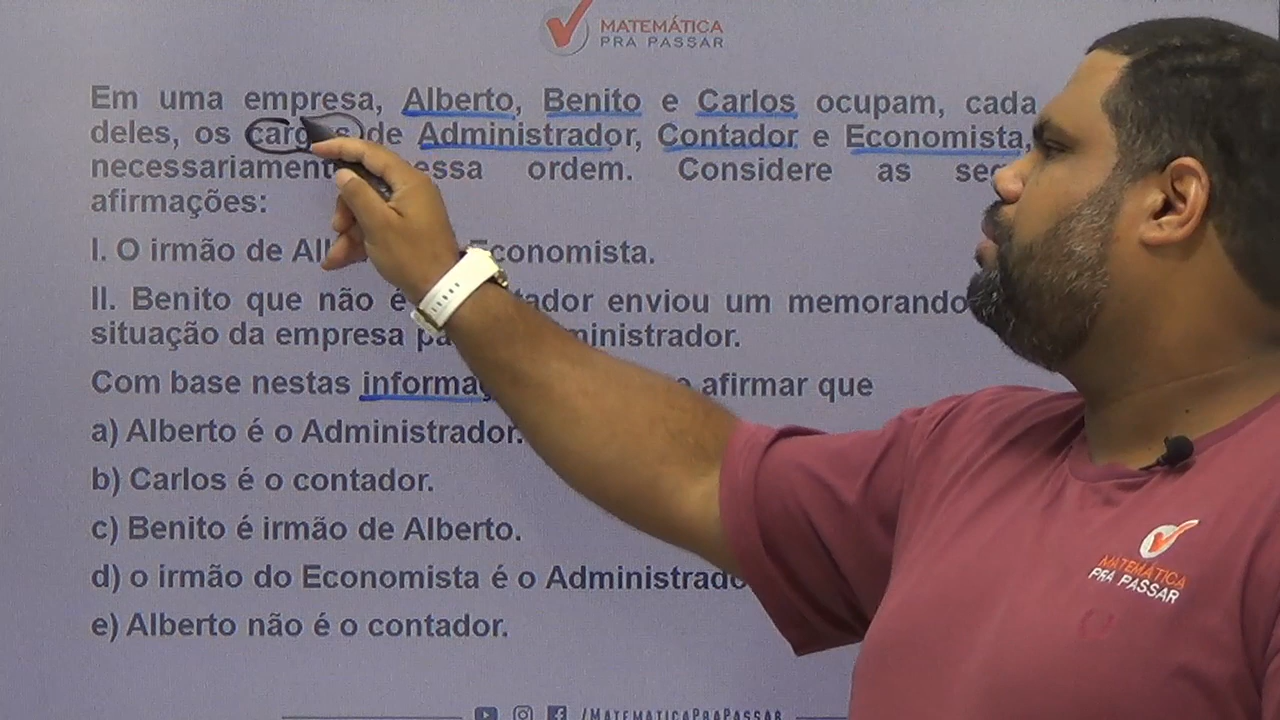 MATEMÁTICA
PRA PASSAR
Em uma empresa, Alberto, Benito e Carlos ocupam, cada
deles, os de Administrador, Contador e Economista,
necessariamente essa ordem. Considere as
afirmações:
I. O irmão de Economista.
II. Benito que não é enviou um memorando
situação da empresa
Com base nestas afirmar que
a) Alberto é o Administrador.
b) Carlos é o contador.
c) Benito é irmão de Alberto.
d) o irmão do Economista é o
e) Alberto não é o contador.
MATEMÁTICA
PRA PASSAR
/MATEMATICAPRAPASSAR